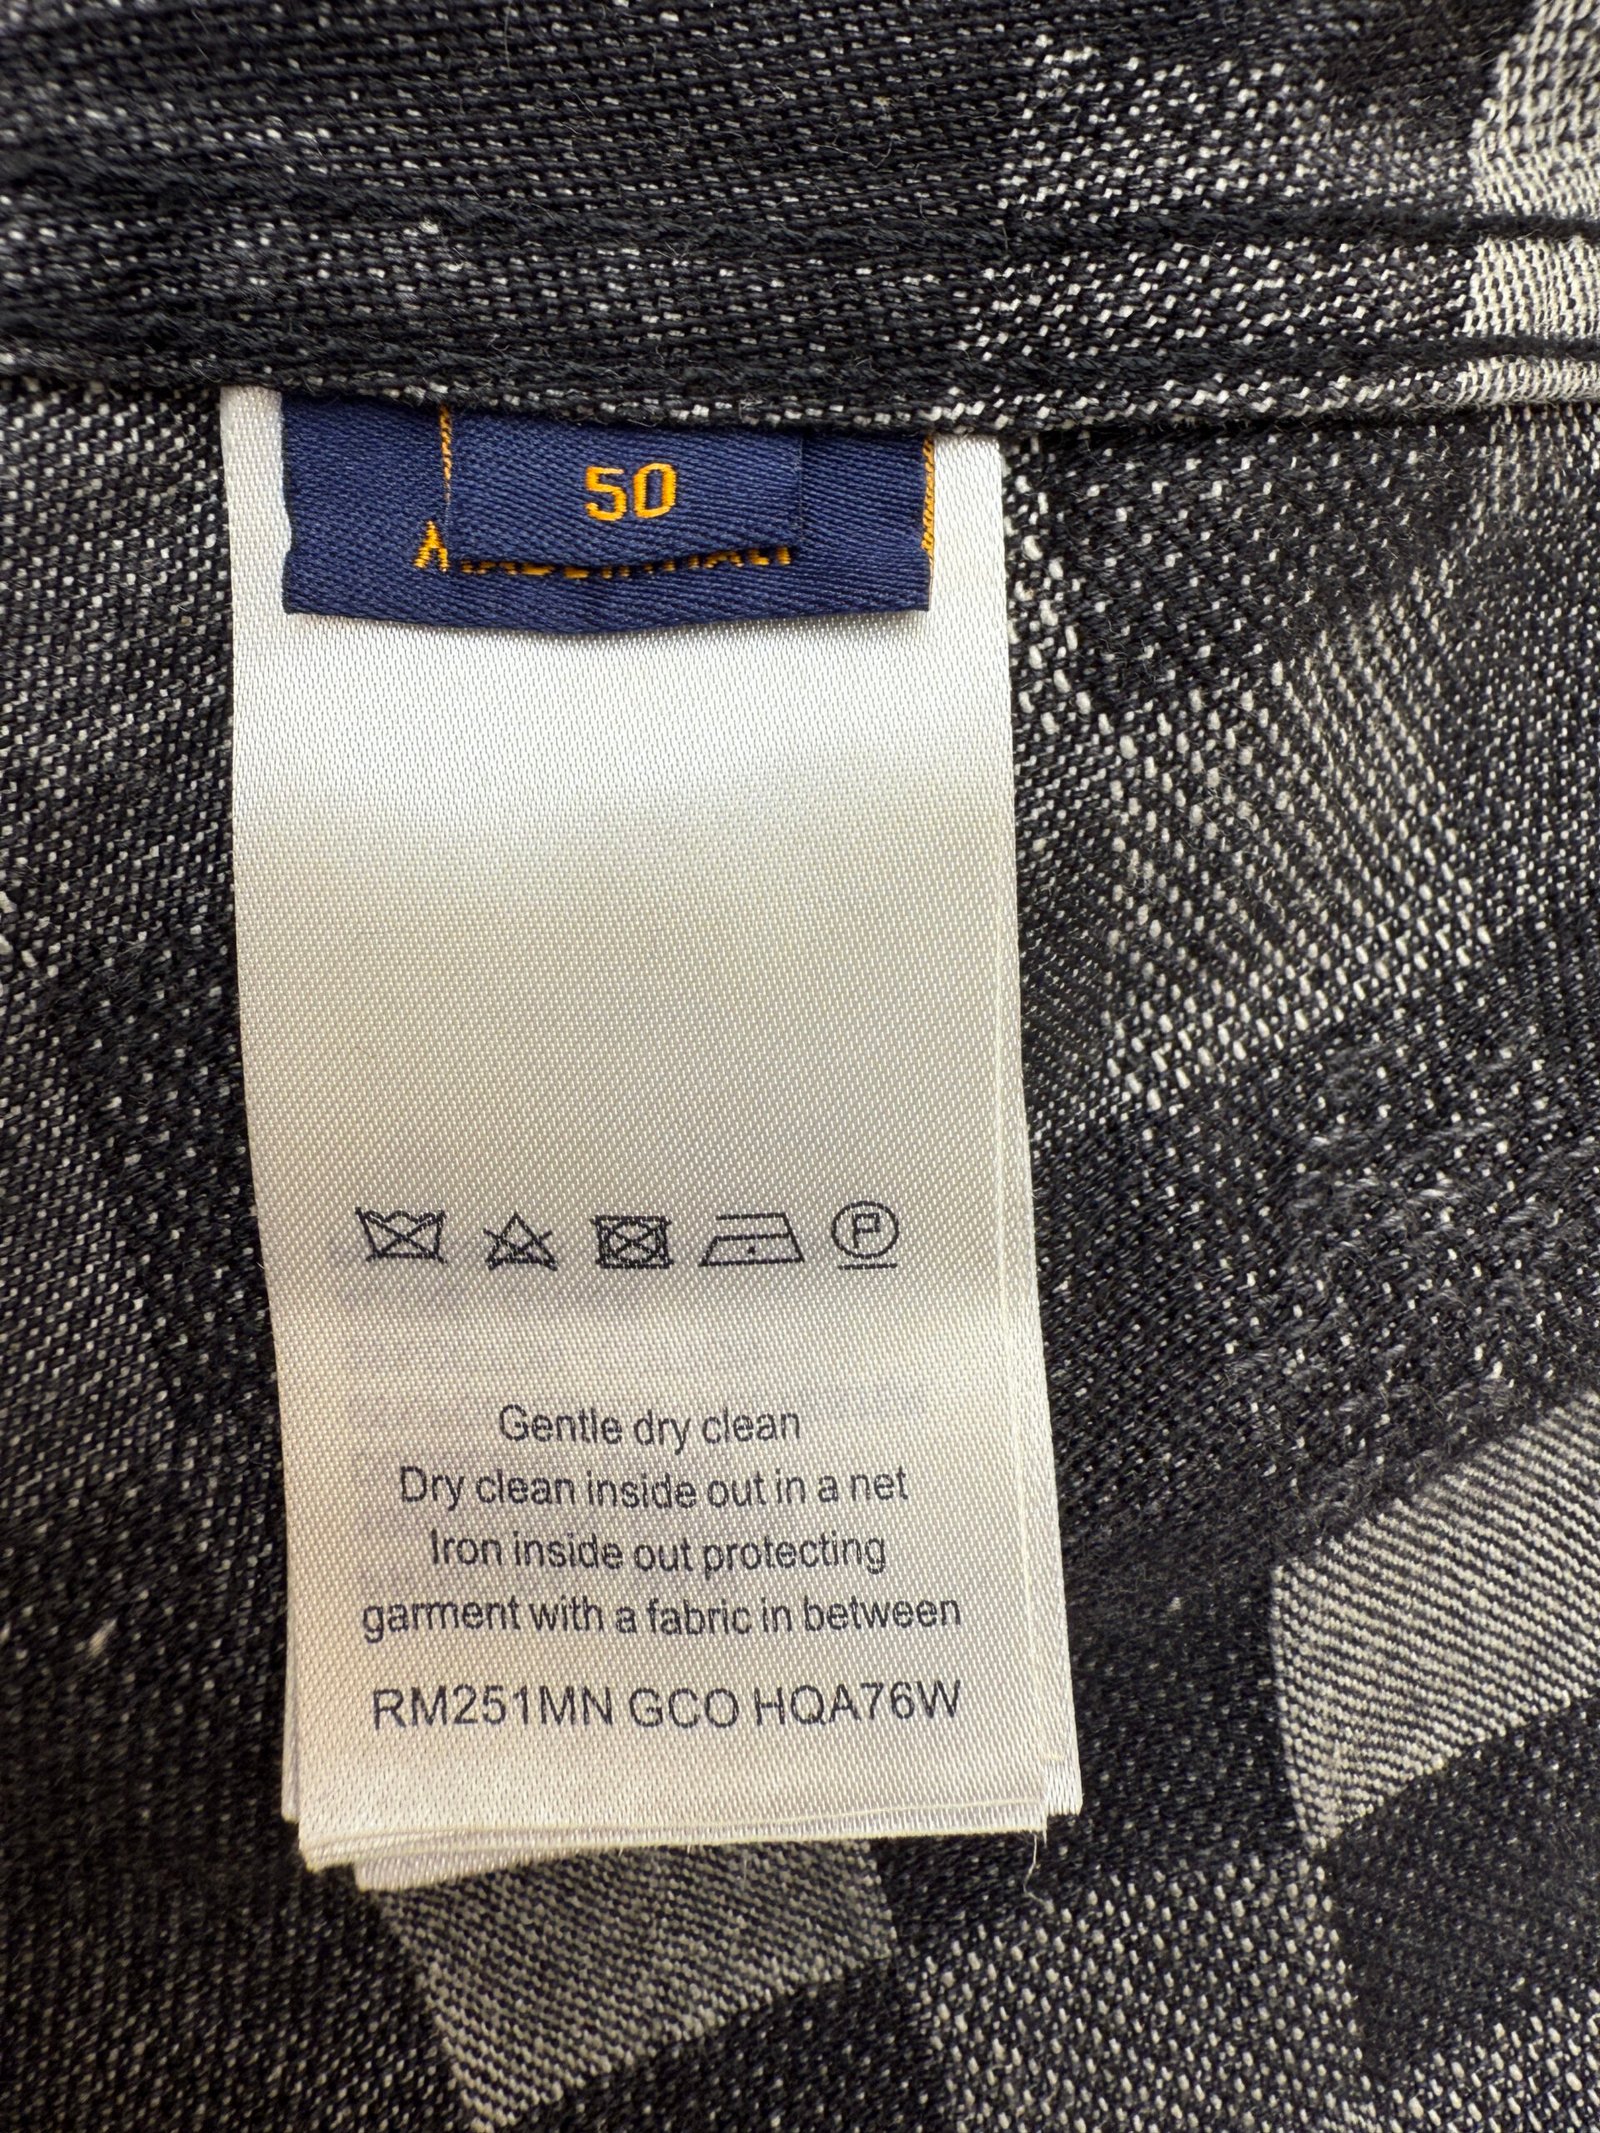 50
Gentle dry clean
Dry clean inside out in a net
Iron inside out protecting
garment with a fabric in between
RM251MN GCO HQA76W